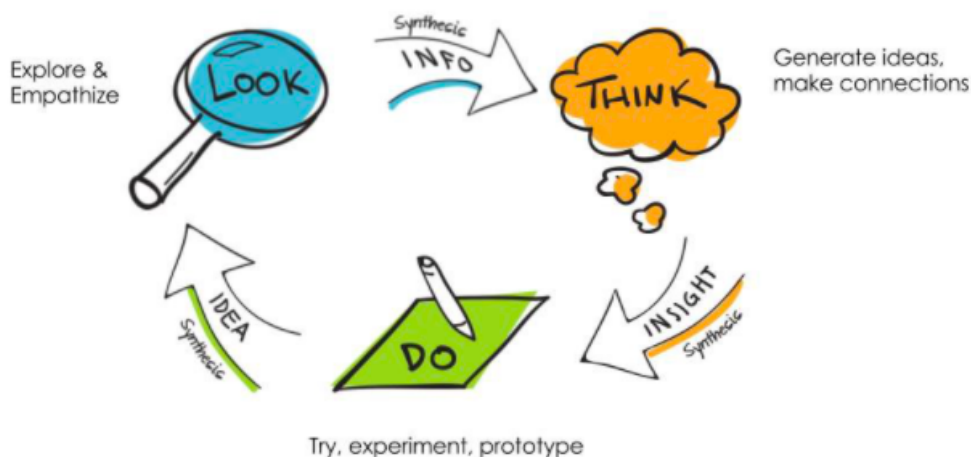 Explore &
Empathize
LOOK
Synthesis
INFO
THINK
Generate ideas,
make connections
INSIGHT
Synthesis
DO
Try, experiment, prototype
IDEA
Synthesis